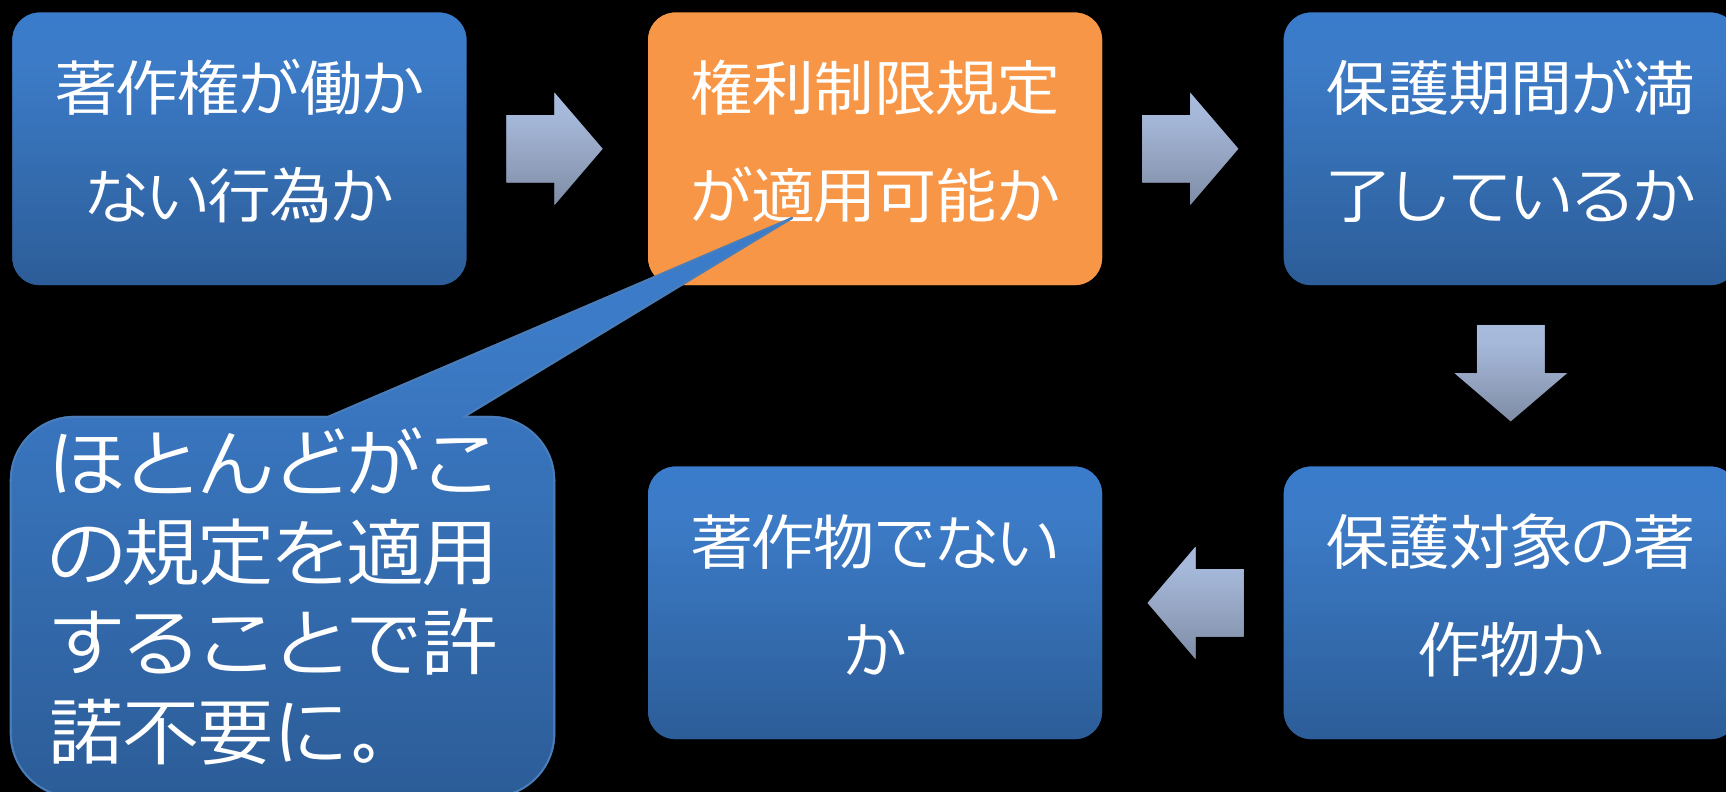 著作権が働か
ない行為か
権利制限規定
が適用可能か
保護期間が満
了しているか
保護対象の著
作物か
著作物でない
か
ほとんどがこ
の規定を適用
することで許
諾不要に。